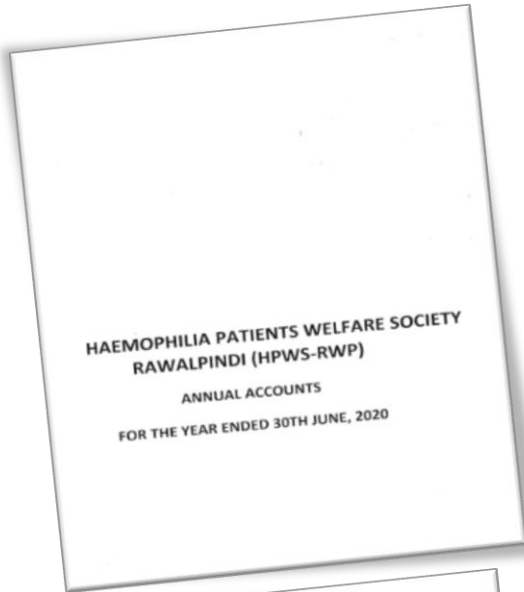 HAEMOPHILIA PATIENTS WELFARE SOCIETY
RAWALPINDI (HPWS-RWP)
ANNUAL ACCOUNTS
FOR THE YEAR ENDED 30TH JUNE, 2020